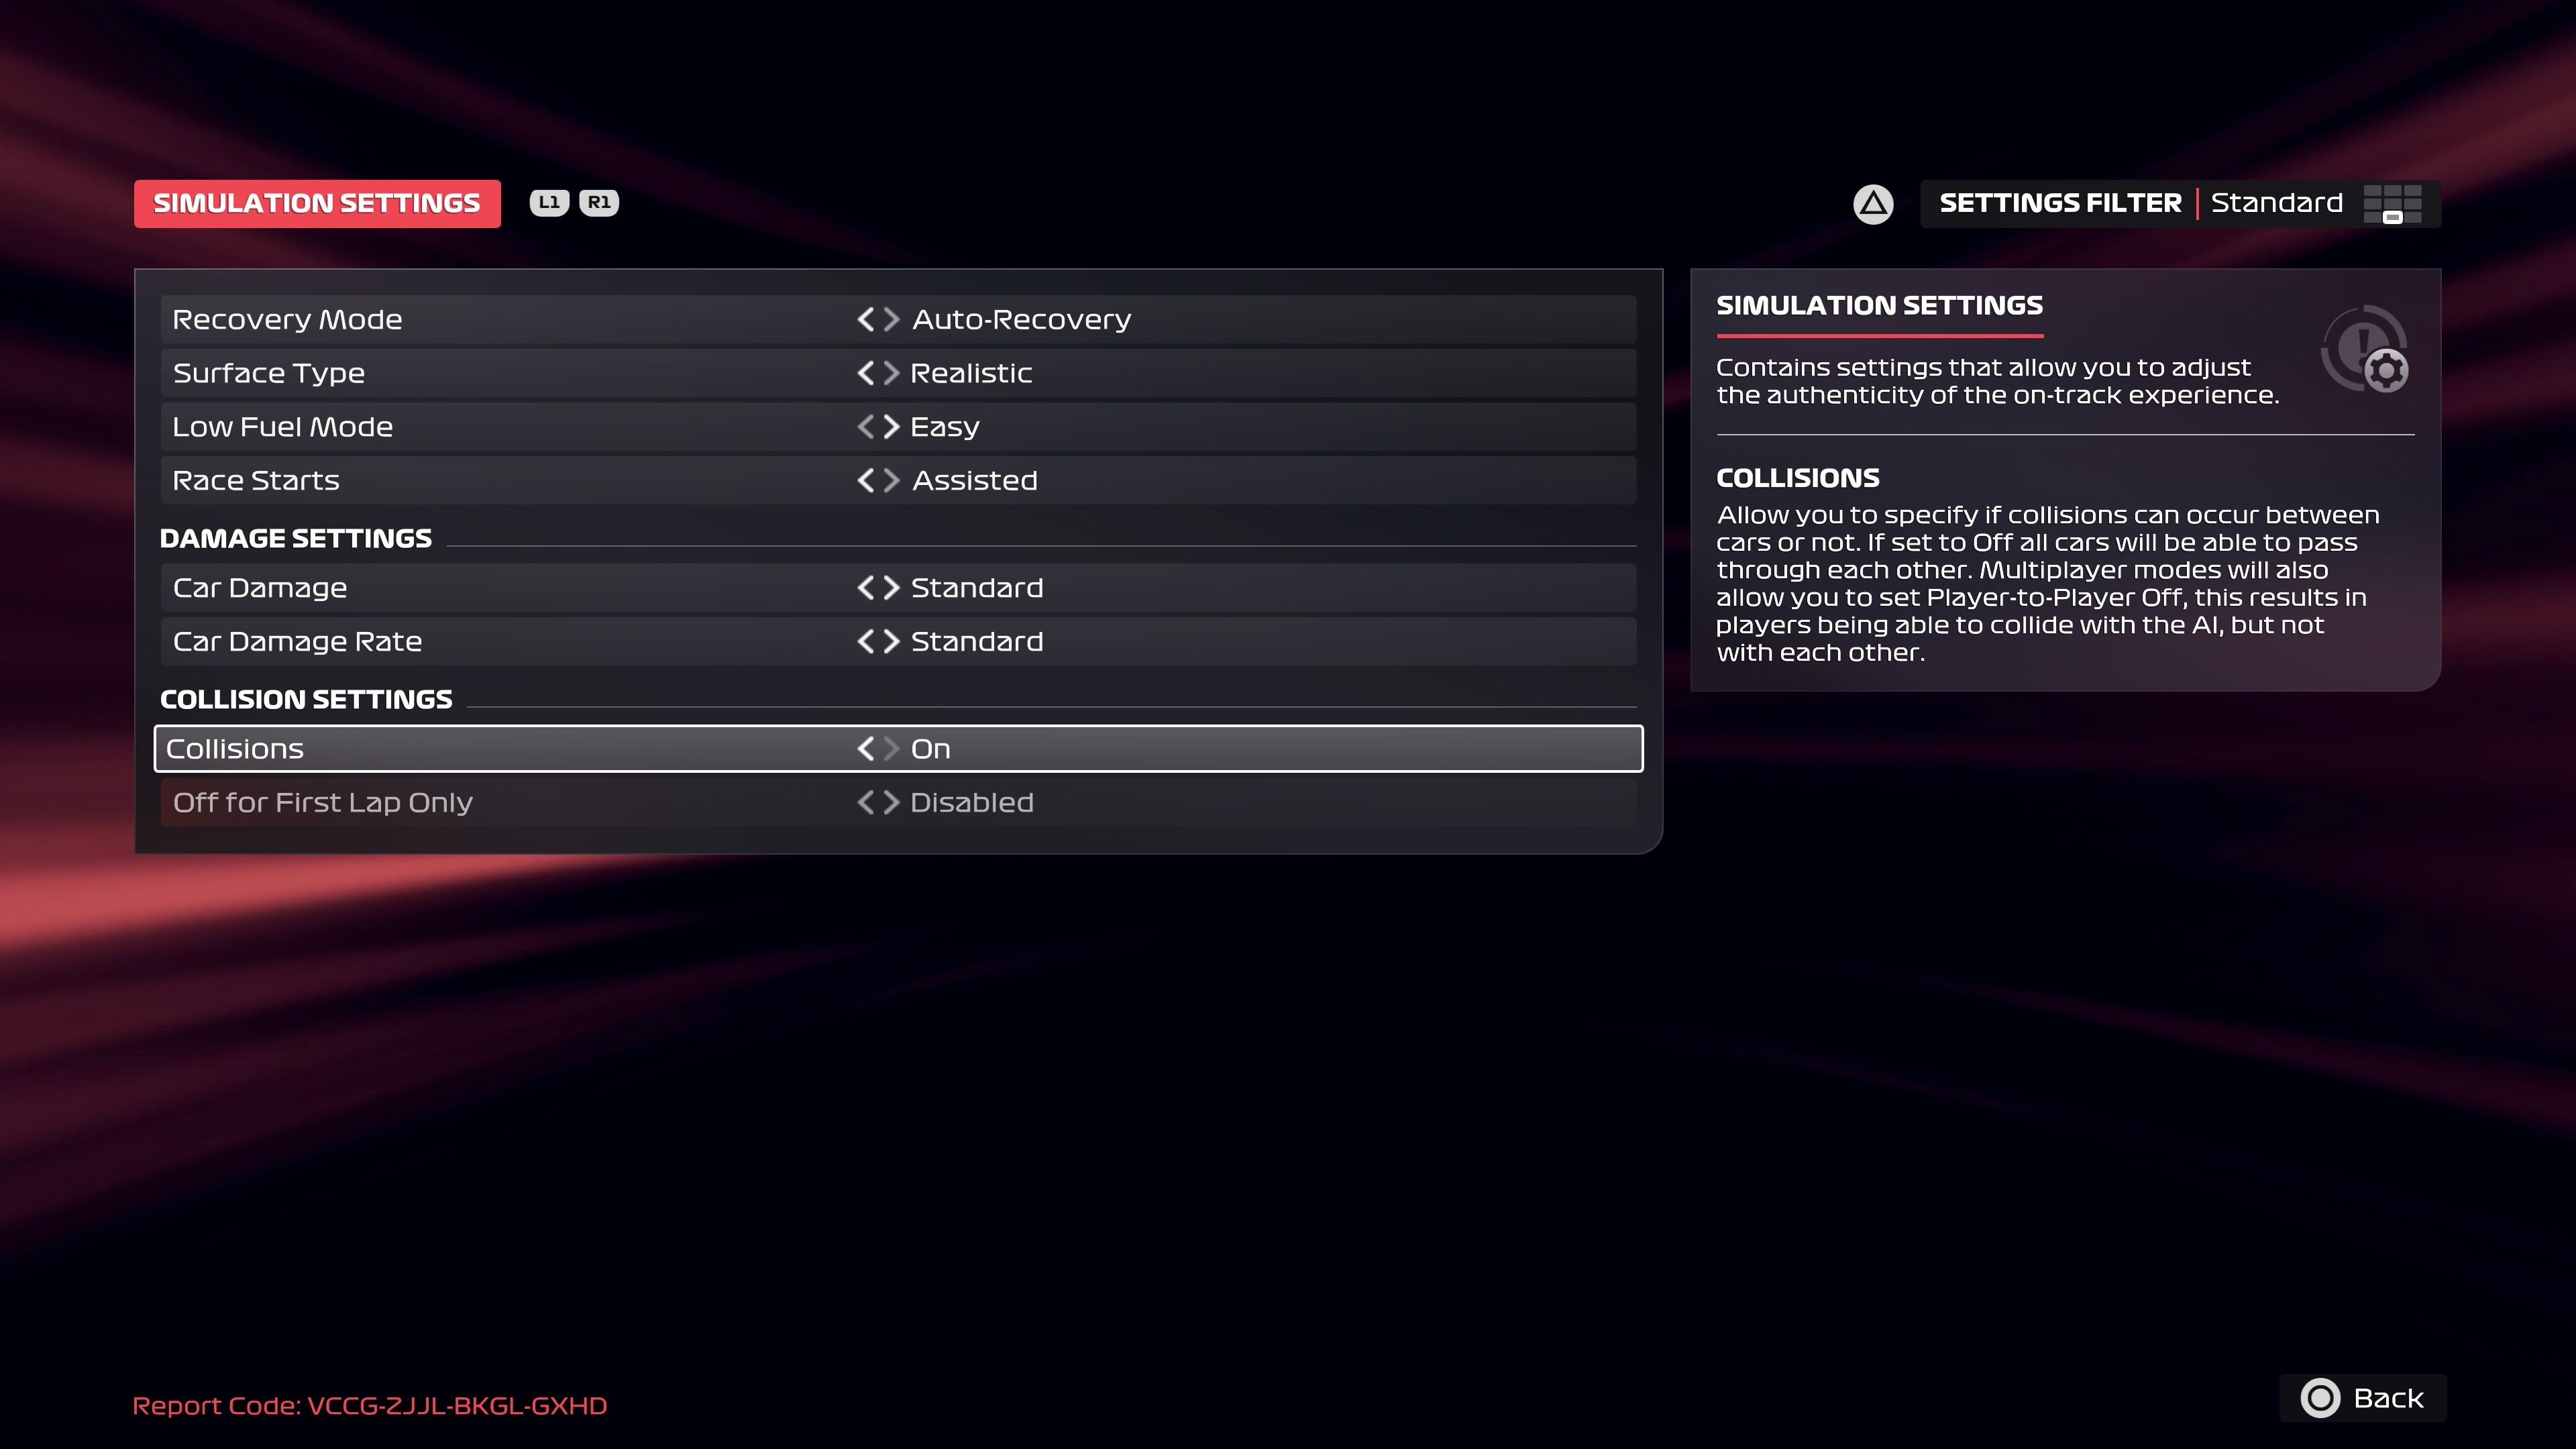 SIMULATION SETTINGS L1 R1
SETTINGS FILTER | Standard
Recovery Mode Auto-Recovery
Surface Type Realistic
Low Fuel Mode Easy
Race Starts Assisted
DAMAGE SETTINGS
Car Damage Standard
Car Damage Rate Standard
COLLISION SETTINGS
Collisions On
Off for First Lap Only Disabled
SIMULATION SETTINGS
Contains settings that allow you to adjust
the authenticity of the on-track experience.
COLLISIONS
Allow you to specify if collisions can occur between
cars or not. If set to Off all cars will be able to pass
through each other. Multiplayer modes will also
allow you to set Player-to-Player Off, this results in
players being able to collide with the AI, but not
with each other.
Report Code: VCCG-ZJJL-BKGL-GXHD
Back